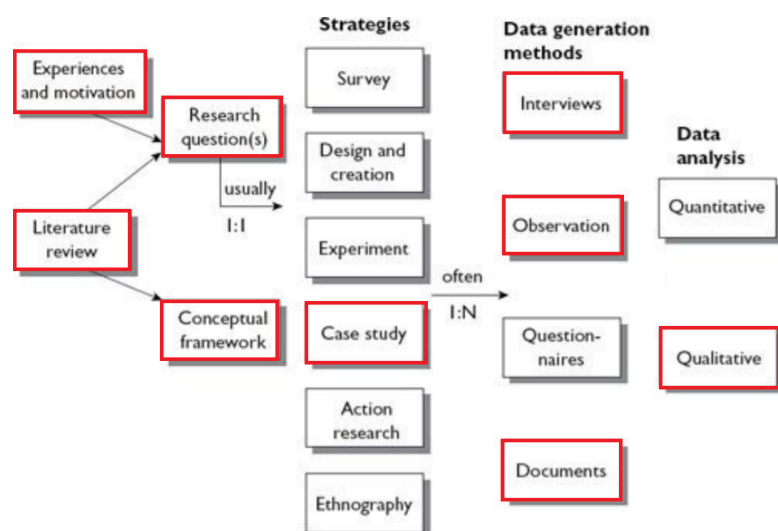 Experiences
and motivation
Literature
review
Research
question(s)
usually
1:1
Conceptual
framework
Strategies
Survey
Design and
creation
Experiment
Case study
Action
research
Ethnography
often
1:N
Data generation
methods
Interviews
Observation
Question-
naires
Documents
Data
analysis
Quantitative
Qualitative